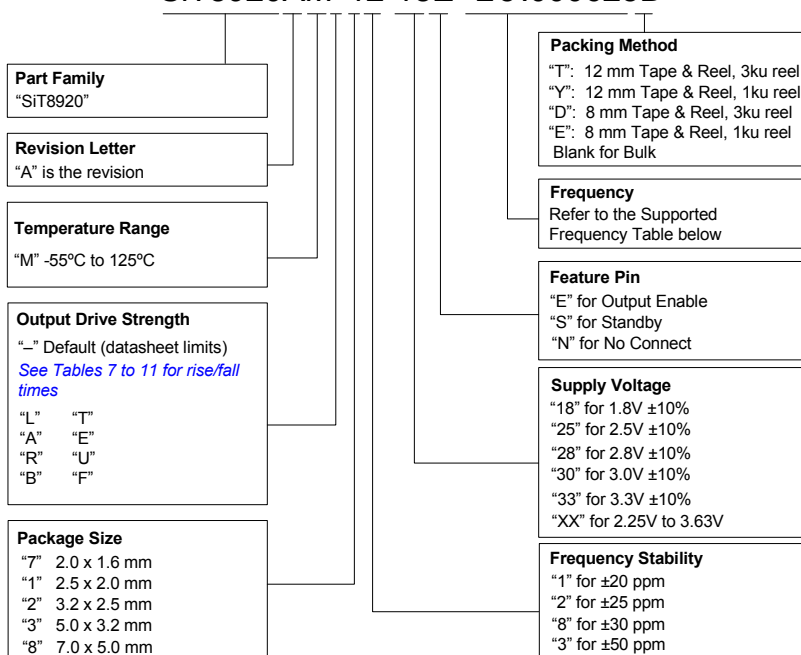 Part Family
“SiT8920”
Revision Letter
“A” is the revision
Temperature Range
“M” -55ºC to 125ºC
Output Drive Strength
“–” Default (datasheet limits)
See Tables 7 to 11 for rise/fall
times
“L” “T”
“A” “E”
“R” “U”
“B” “F”
Package Size
“7” 2.0 x 1.6 mm
“1” 2.5 x 2.0 mm
“2” 3.2 x 2.5 mm
“3” 5.0 x 3.2 mm
“8” 7.0 x 5.0 mm
Packing Method
“T”: 12 mm Tape & Reel, 3ku reel
“Y”: 12 mm Tape & Reel, 1ku reel
“D”: 8 mm Tape & Reel, 3ku reel
“E”: 8 mm Tape & Reel, 1ku reel
Blank for Bulk
Frequency
Refer to the Supported
Frequency Table below
Feature Pin
“E” for Output Enable
“S” for Standby
“N” for No Connect
Supply Voltage
“18” for 1.8V ±10%
“25” for 2.5V ±10%
“28” for 2.8V ±10%
“30” for 3.0V ±10%
“33” for 3.3V ±10%
“XX” for 2.25V to 3.63V
Frequency Stability
“1” for ±20 ppm
“2” for ±25 ppm
“8” for ±30 ppm
“3” for ±50 ppm